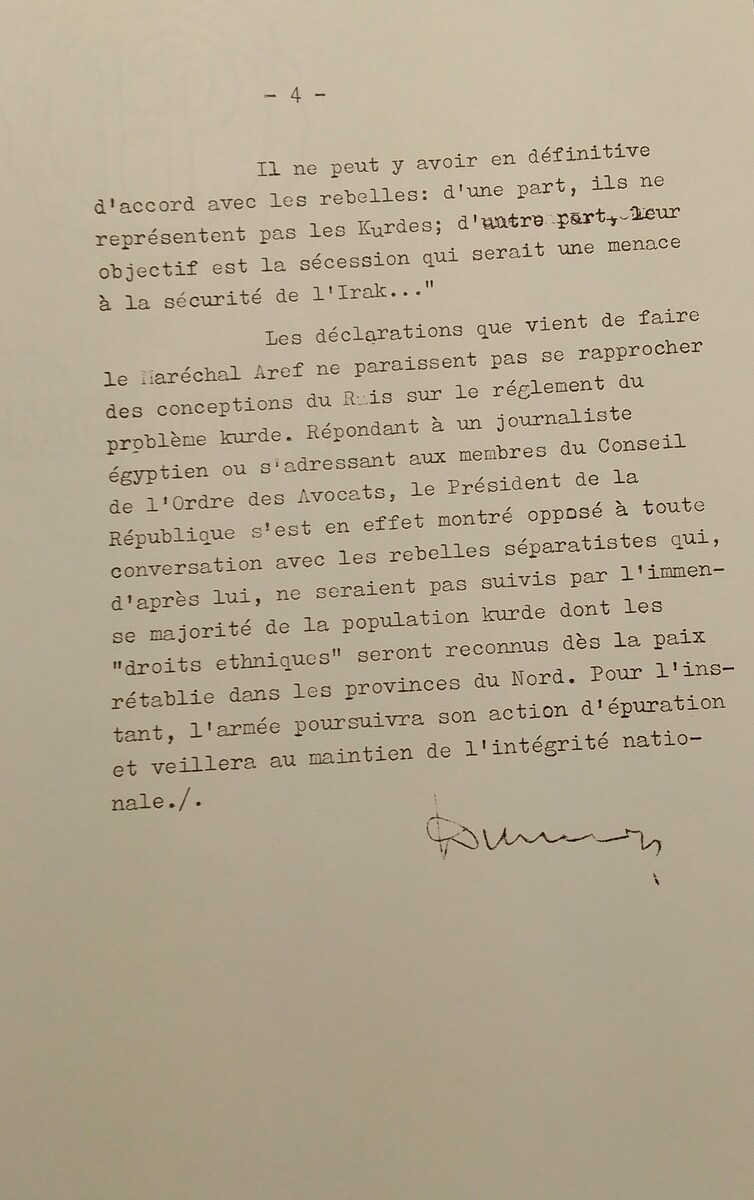 - 4 -
Il ne peut y avoir en définitive
d'accord avec les rebelles: d'une part, ils ne
représentent pas les Kurdes; d'autre part, leur
objectif est la sécession qui serait une menace
à la sécurité de l'Irak..."
Les déclarations que vient de faire
le Maréchal Aref ne paraissent pas se rapprocher
des conceptions du Rais sur le réglement du
problème kurde. Répondant à un journaliste
égyptien ou s'adressant aux membres du Conseil
de l'Ordre des Avocats, le Président de la
République s'est en effet montré opposé à toute
conversation avec les rebelles séparatistes qui,
d'après lui, ne seraient pas suivis par l'immen-
se majorité de la population kurde dont les
"droits ethniques" seront reconnus dès la paix
rétablie dans les provinces du Nord. Pour l'ins-
tant, l'armée poursuivra son action d'épuration
et veillera au maintien de l'intégrité natio-
nale./.